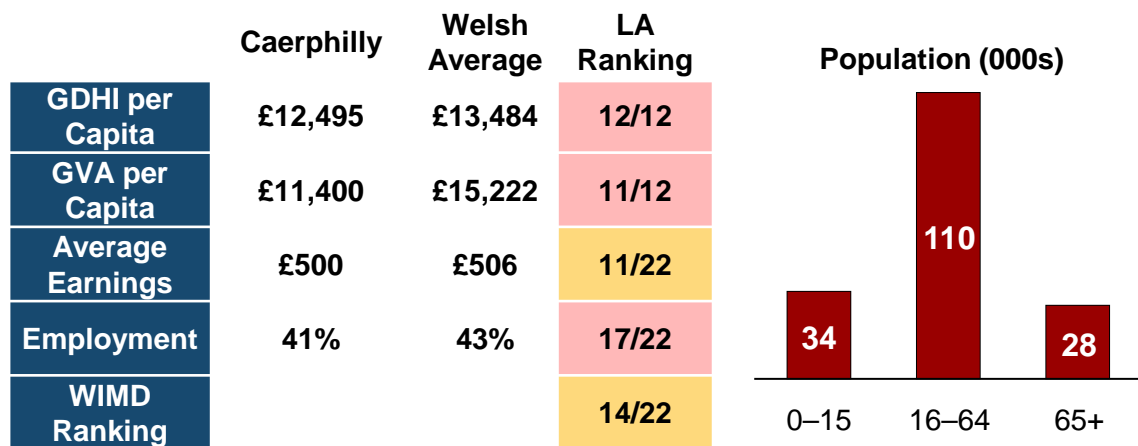 Caerphilly
Welsh
Average
LA
Ranking
GDHI per
Capita
£12,495
£13,484
12/12
GVA per
Capita
£11,400
£15,222
11/12
Average
Earnings
£500
£506
11/22
Employment
41%
43%
17/22
WIMD
Ranking
14/22
Population (000s)
34
110
28
0–15
16–64
65+